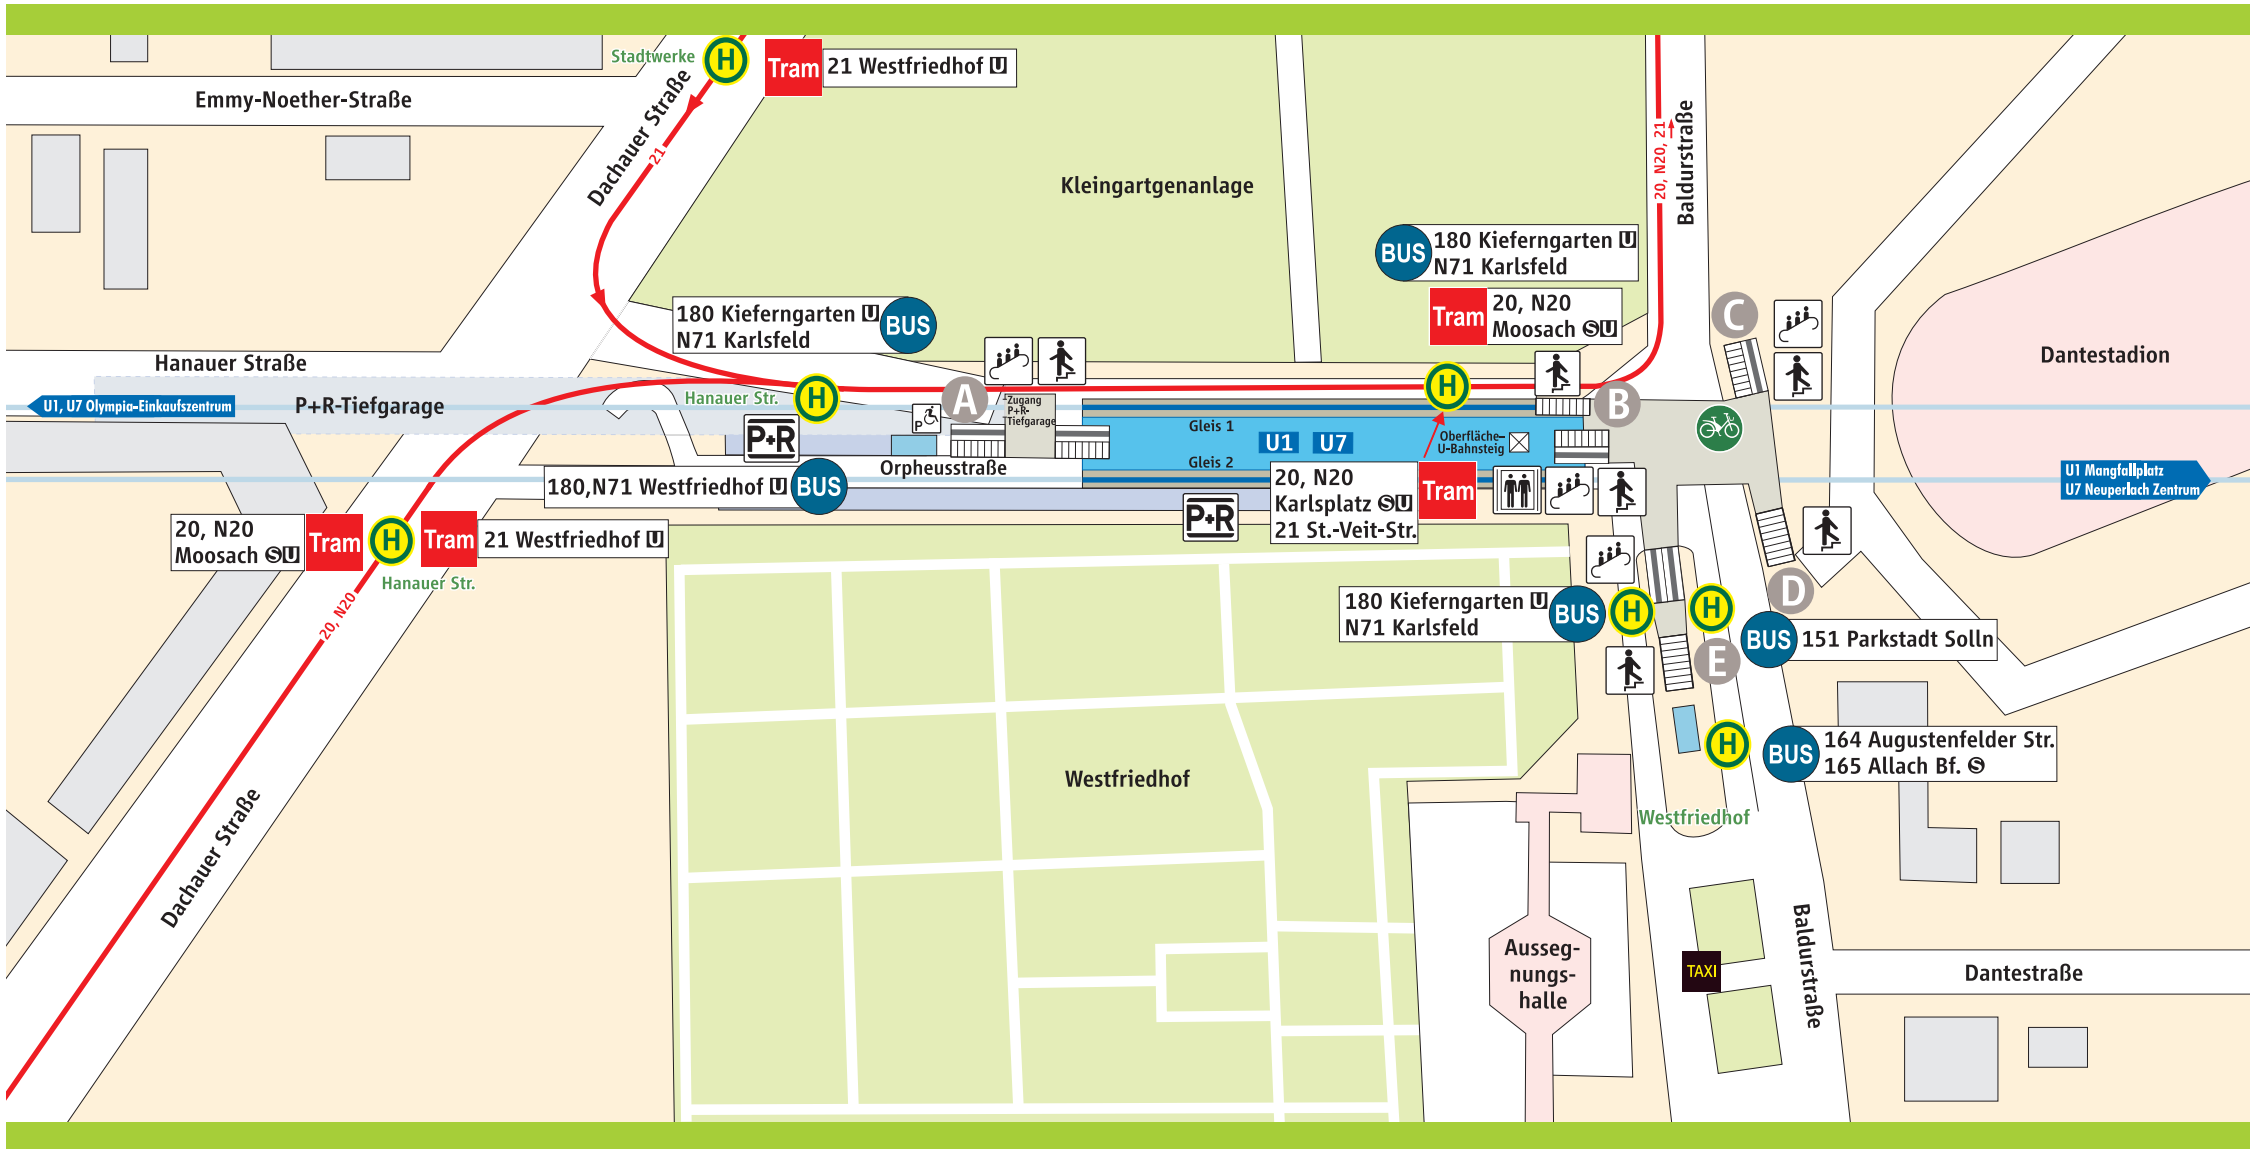 Stadtwerke
H
Tram
21 Westfriedhof U
Emmy-Noether-Straße
Dachauer Straße
21
Kleingartgenanlage
20, N20, 21
Baldurstraße
BUS
180 Kieferngarten U
N71 Karlsfeld
Tram
20, N20
Moosach S U
180 Kieferngarten U
N71 Karlsfeld
BUS
C
Dantestadion
Hanauer Straße
U1, U7 Olympia-Einkaufszentrum
P+R-Tiefgarage
Hanauer Str.
H
A
Zugang
P+R-
Tiefgarage
P
H
B
Gleis 1
U1
U7
Oberfläche–
U-Bahnsteig
P+R
Orpheusstraße
Gleis 2
180,N71 Westfriedhof U
BUS
P+R
20, N20
Karlsplatz S U
21 St.-Veit-Str.
Tram
U1 Mangfallplatz
U7 Neuperlach Zentrum
20, N20
Moosach S U
Tram
H
Tram
21 Westfriedhof U
Hanauer Str.
20, N20
180 Kieferngarten U
N71 Karlsfeld
BUS
H
H
D
BUS
151 Parkstadt Solln
E
H
BUS
164 Augustenfelder Str.
165 Allach Bf. S
Westfriedhof
Westfriedhof
Dachauer Straße
Ausseg-
nungs-
halle
TAXI
Baldurstraße
Dantestraße